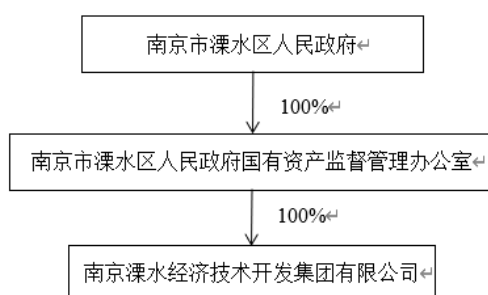 南京市溧水区人民政府↵
100%↵
南京市溧水区人民政府国有资产监督管理办公室↵
100%↵
南京溧水经济技术开发集团有限公司↵